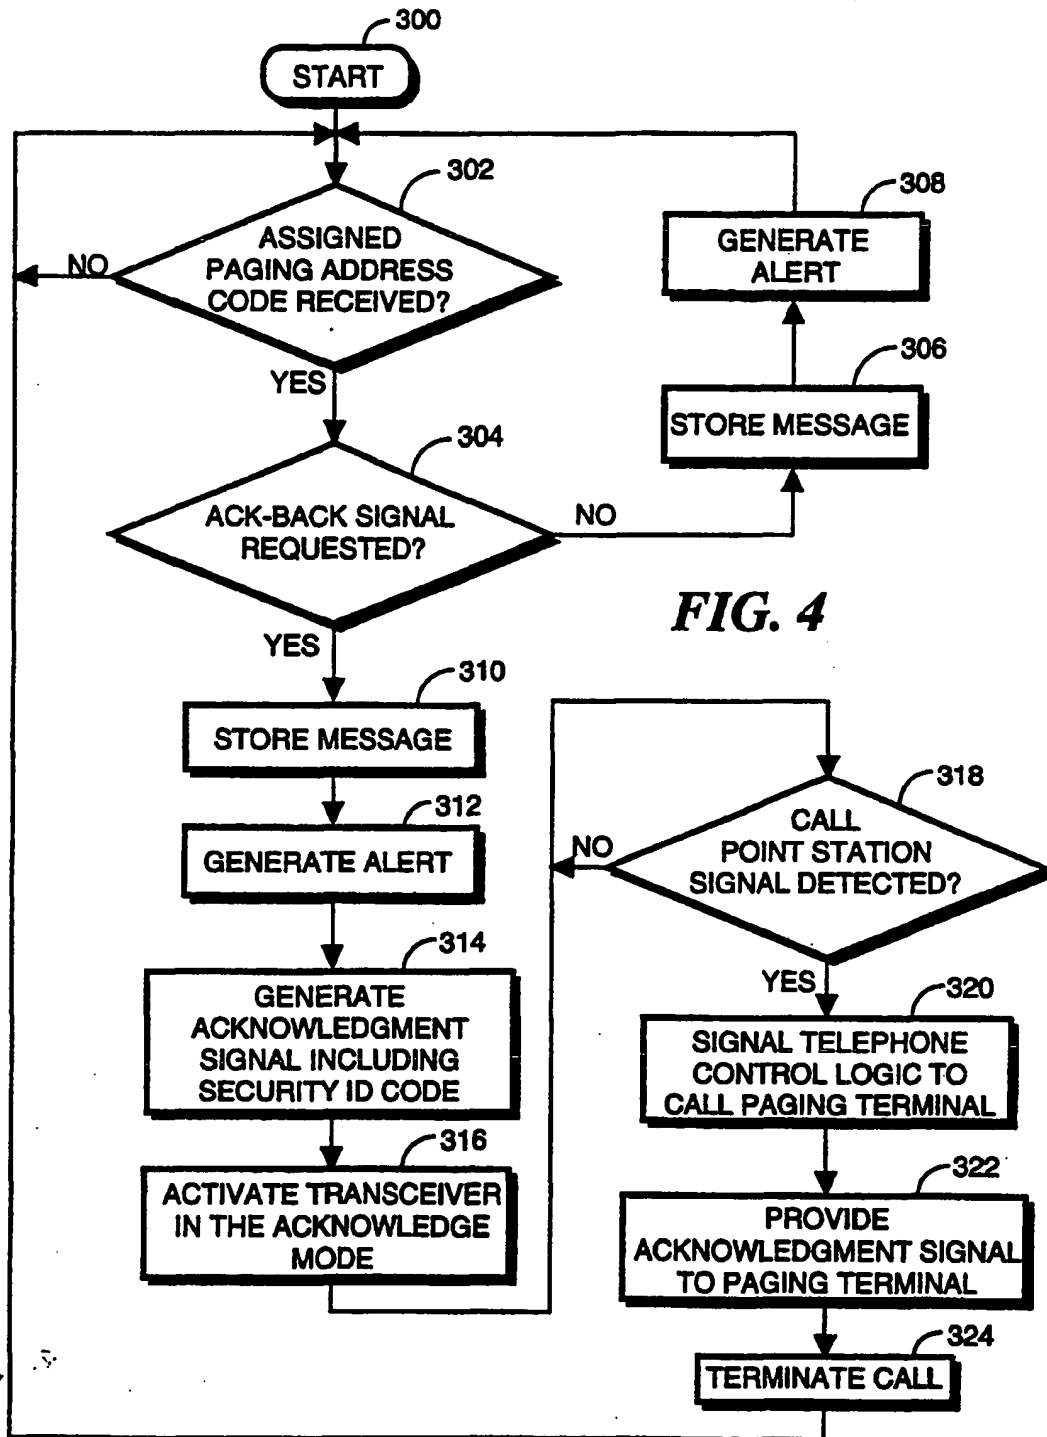 300
START
302
ASSIGNED
PAGING ADDRESS
CODE RECEIVED?
NO
YES
308
GENERATE
ALERT
306
STORE MESSAGE
304
ACK-BACK SIGNAL
REQUESTED?
NO
YES
FIG. 4
310
STORE MESSAGE
312
GENERATE ALERT
314
GENERATE
ACKNOWLEDGMENT
SIGNAL INCLUDING
SECURITY ID CODE
316
ACTIVATE TRANSCEIVER
IN THE ACKNOWLEDGE
MODE
318
CALL
POINT STATION
SIGNAL DETECTED?
NO
YES
320
SIGNAL TELEPHONE
CONTROL LOGIC TO
CALL PAGING TERMINAL
322
PROVIDE
ACKNOWLEDGMENT SIGNAL
TO PAGING TERMINAL
324
TERMINATE CALL